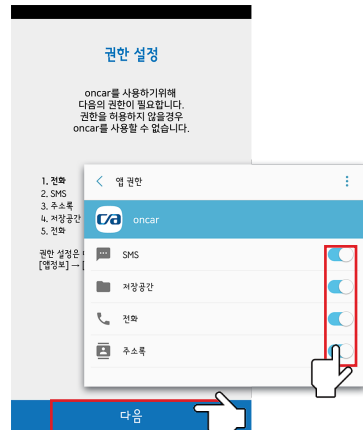 권한 설정
oncar를 사용하기위해
다음의 권한이 필요합니다.
권한을 허용하지 않을경우
oncar를 사용할 수 없습니다.
1. 전화
2. SMS
3. 주소록
4. 저장공간
5. 전화
권한 설정은
[앱정보] → [
앱 권한
oncar
SMS
저장공간
전화
주소록
다음